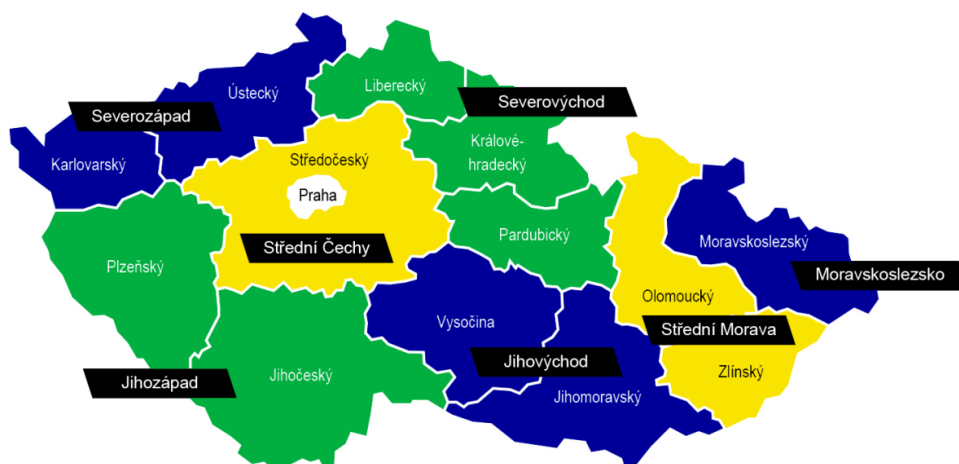 Liberecký
Ústecký
Severovýchod
Severozápad
Králové-
hradecký
Karlovarský
Středočeský
Praha
Pardubický
Moravskoslezský
Střední Čechy
Plzeňský
Moravskoslezsko
Olomoucký
Vysočina
Střední Morava
Jihovýchod
Zlínský
Jihočeský
Jihozápad
Jihomoravský